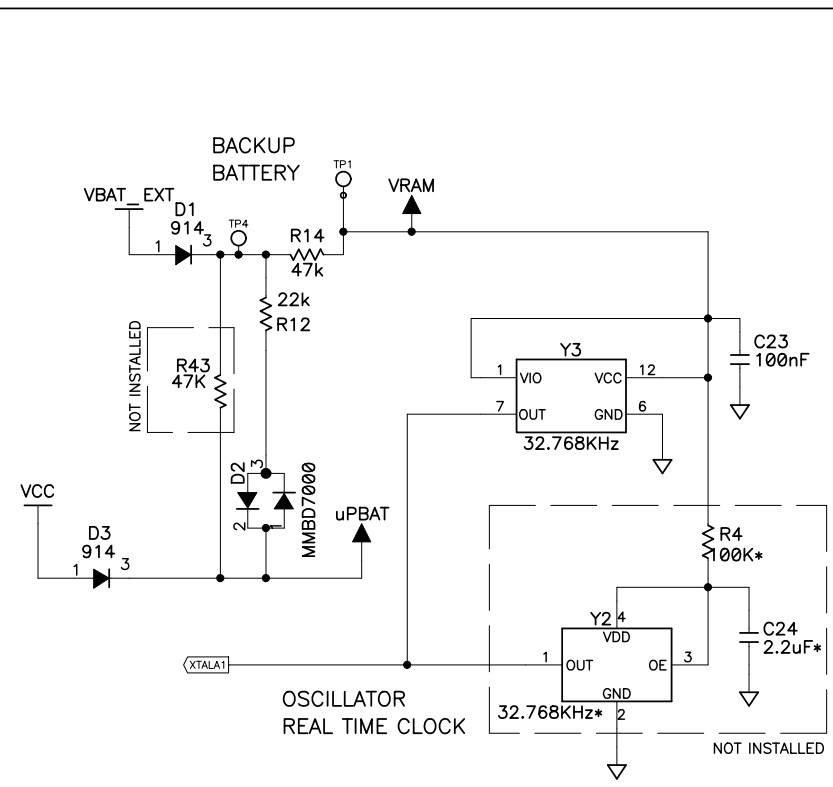 BACKUP
BATTERY
TP1
VRAM
VBAT_EXT
D1
914
1
3
TP4
R14
47k
22k
R12
NOT INSTALLED
R43
47K
Y3
C23
100nF
1
VIO
VCC
12
7
OUT
GND
6
32.768KHz
D2
3
2
1
MMBD7000
VCC
uPBAT
D3
914
1
3
R4
100K*
Y2
4
VDD
C24
2.2uF*
XTALA1
1
OUT
OE
3
GND
32.768KHz*
2
OSCILLATOR
REAL TIME CLOCK
NOT INSTALLED